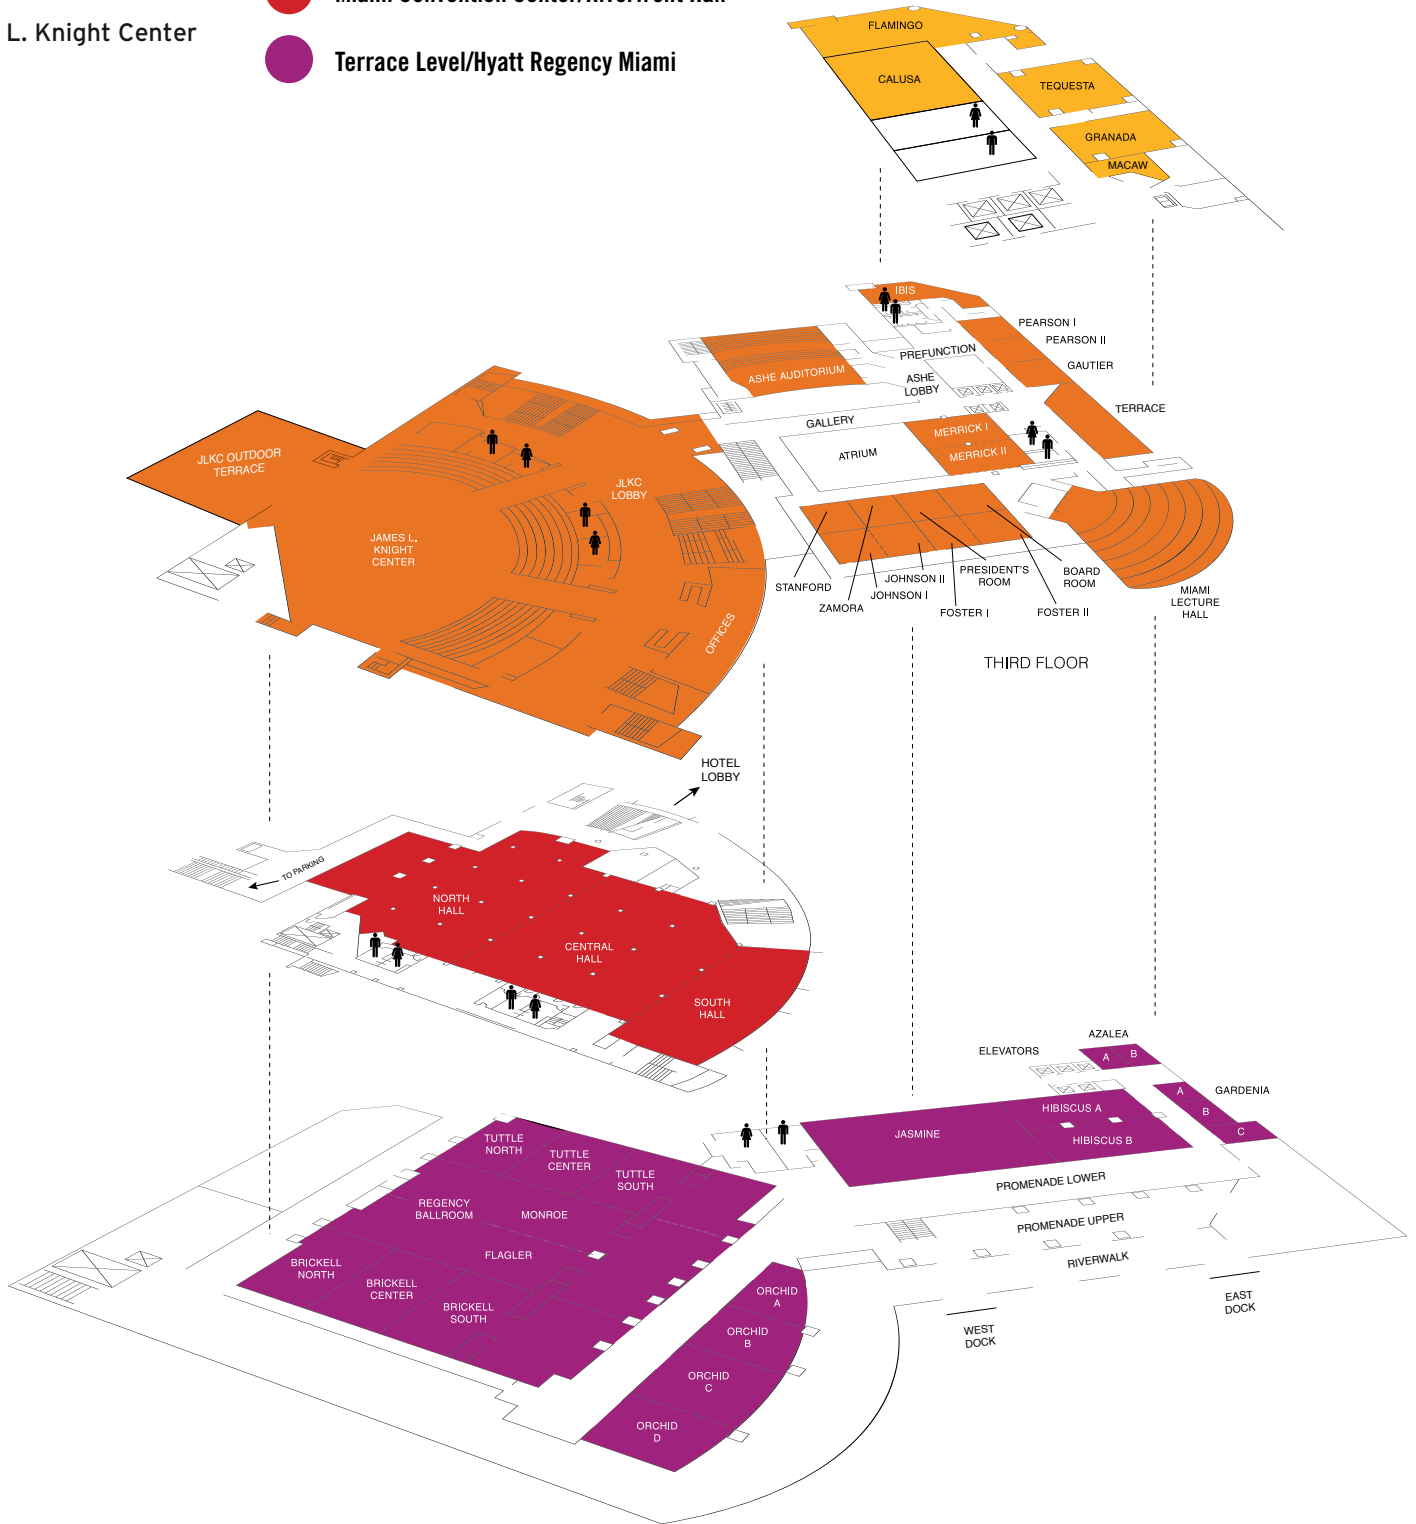 Miami Convention Center/Riverfront Hall
L. Knight Center
Terrace Level/Hyatt Regency Miami
FLAMINGO
CALUSA
TEQUESTA
GRANADA
MACAW
IBIS
PEARSON I
PEARSON II
GAUTIER
PREFUNCTION
ASHE AUDITORIUM
ASHE
LOBBY
TERRACE
GALLERY
MERRICK I
MERRICK II
ATRIUM
JLKC OUTDOOR
TERRACE
JLKC
LOBBY
JAMES L.
KNIGHT
CENTER
OFFICES
STANFORD
ZAMORA
JOHNSON II
JOHNSON I
PRESIDENT'S
ROOM
FOSTER I
BOARD
ROOM
FOSTER II
MIAMI
LECTURE
HALL
THIRD FLOOR
HOTEL
LOBBY
TO PARKING
NORTH
HALL
CENTRAL
HALL
SOUTH
HALL
AZALEA
A
B
ELEVATORS
GARDENIA
A
B
C
HIBISCUS A
HIBISCUS B
JASMINE
PROMENADE LOWER
PROMENADE UPPER
RIVERWALK
EAST
DOCK
WEST
DOCK
TUTTLE
NORTH
TUTTLE
CENTER
TUTTLE
SOUTH
REGENCY
BALLROOM
MONROE
FLAGLER
BRICKELL
NORTH
BRICKELL
CENTER
BRICKELL
SOUTH
ORCHID
A
ORCHID
B
ORCHID
C
ORCHID
D